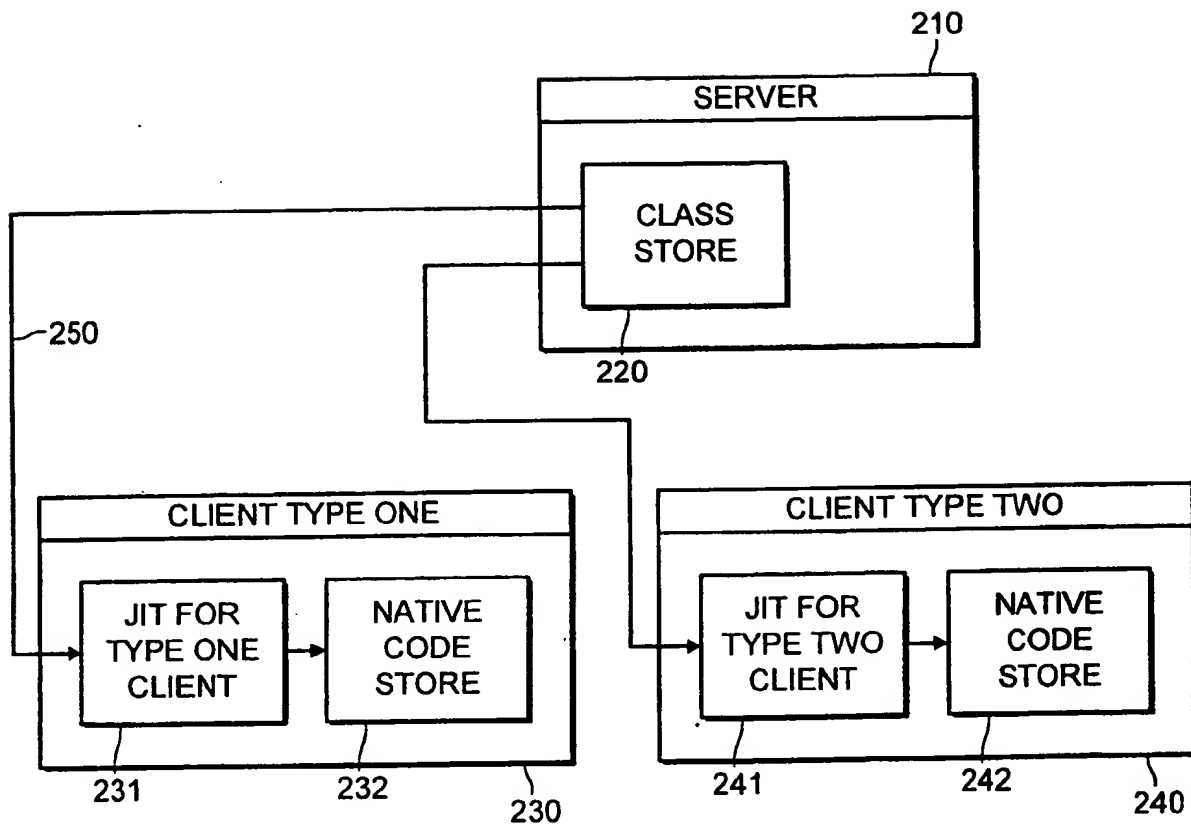 210
SERVER
CLASS
STORE
250
220
CLIENT TYPE ONE
JIT FOR
TYPE ONE
CLIENT
NATIVE
CODE
STORE
231
232
230
CLIENT TYPE TWO
JIT FOR
TYPE TWO
CLIENT
NATIVE
CODE
STORE
241
242
240